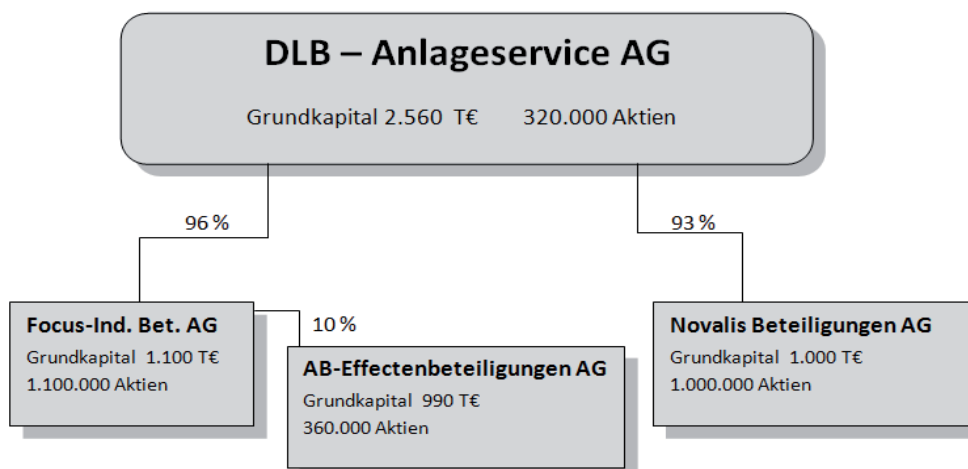 DLB – Anlageservice AG
Grundkapital 2.560 T€ 320.000 Aktien
96 %
93 %
Focus-Ind. Bet. AG
Grundkapital 1.100 T€
1.100.000 Aktien
10 %
AB-Effectenbeteiligungen AG
Grundkapital 990 T€
360.000 Aktien
Novalis Beteiligungen AG
Grundkapital 1.000 T€
1.000.000 Aktien